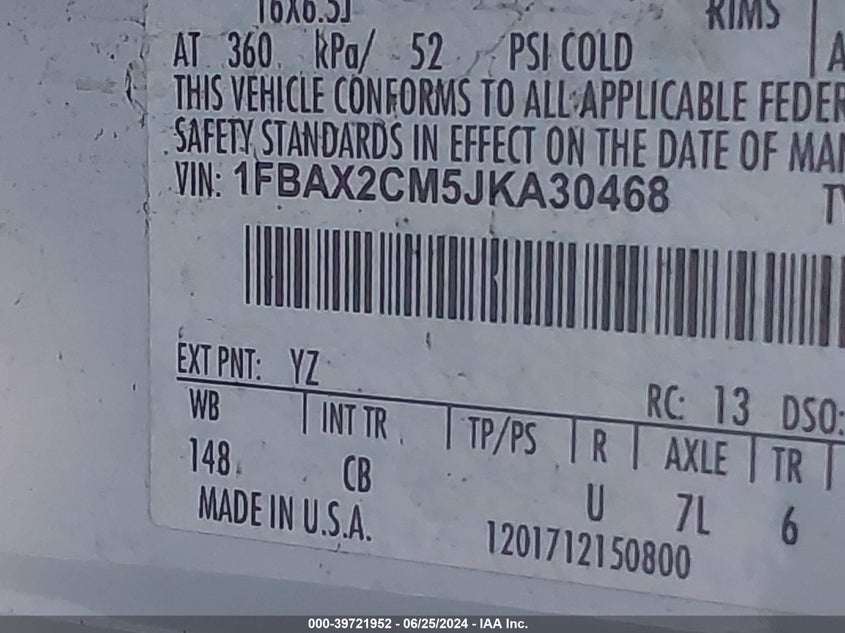 16X6.5J RIMS
AT 360 kPa/ 52 PSI COLD A
THIS VEHICLE CONFORMS TO ALL APPLICABLE FEDER
SAFETY STANDARDS IN EFFECT ON THE DATE OF MAN
VIN: 1FBAX2CM5JKA30468 TY
EXT PNT: YZ RC: 13 DSO:
WB INT TR TP/PS R AXLE TR
148 CB U 7L 6
MADE IN U.S.A. 1201712150800
000-39721952 - 06/25/2024 - IAA Inc.